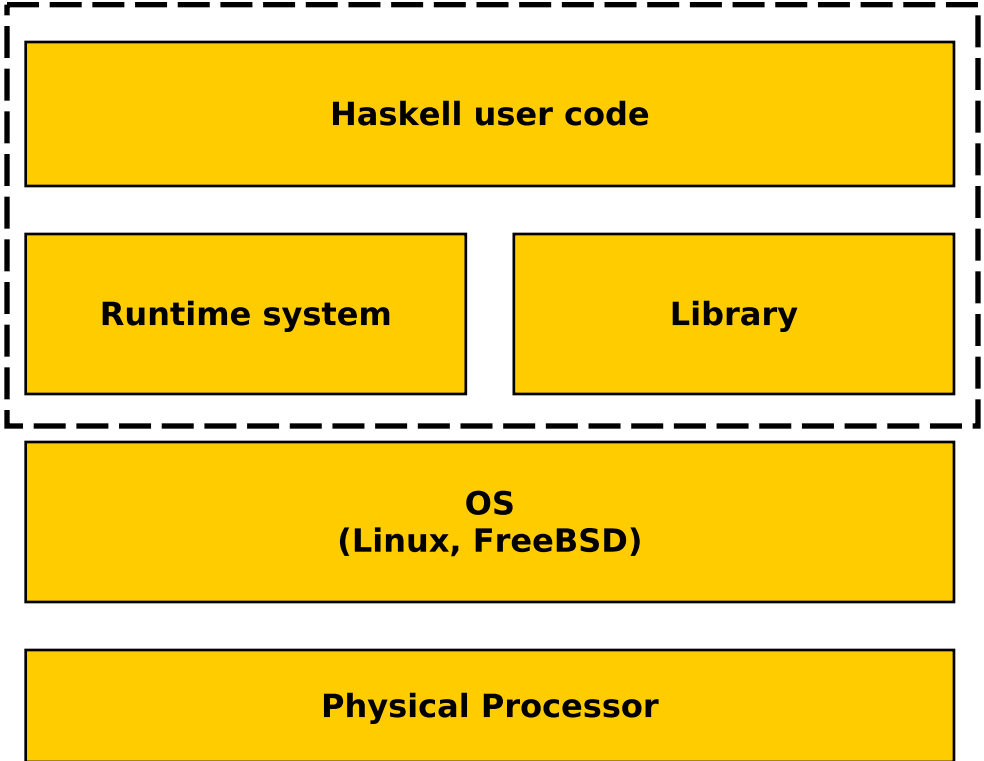 Haskell user code
Runtime system
Library
OS
(Linux, FreeBSD)
Physical Processor